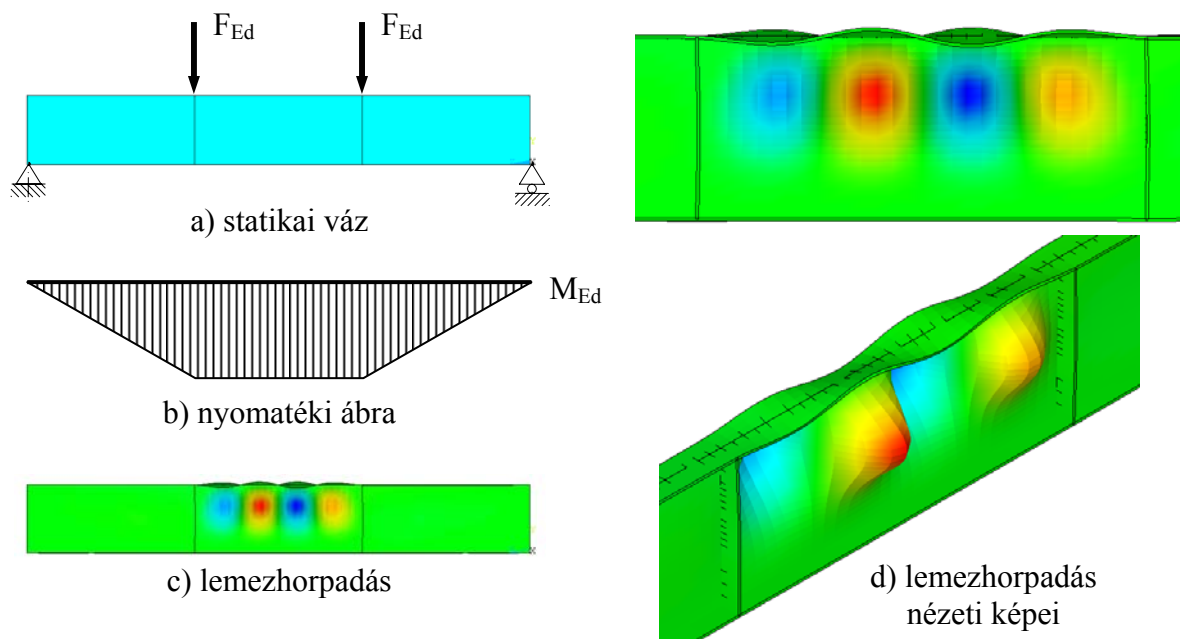 F_Ed
F_Ed
a) statikai váz
M_Ed
b) nyomatéki ábra
c) lemezhorpadás
d) lemezhorpadás
nézeti képei